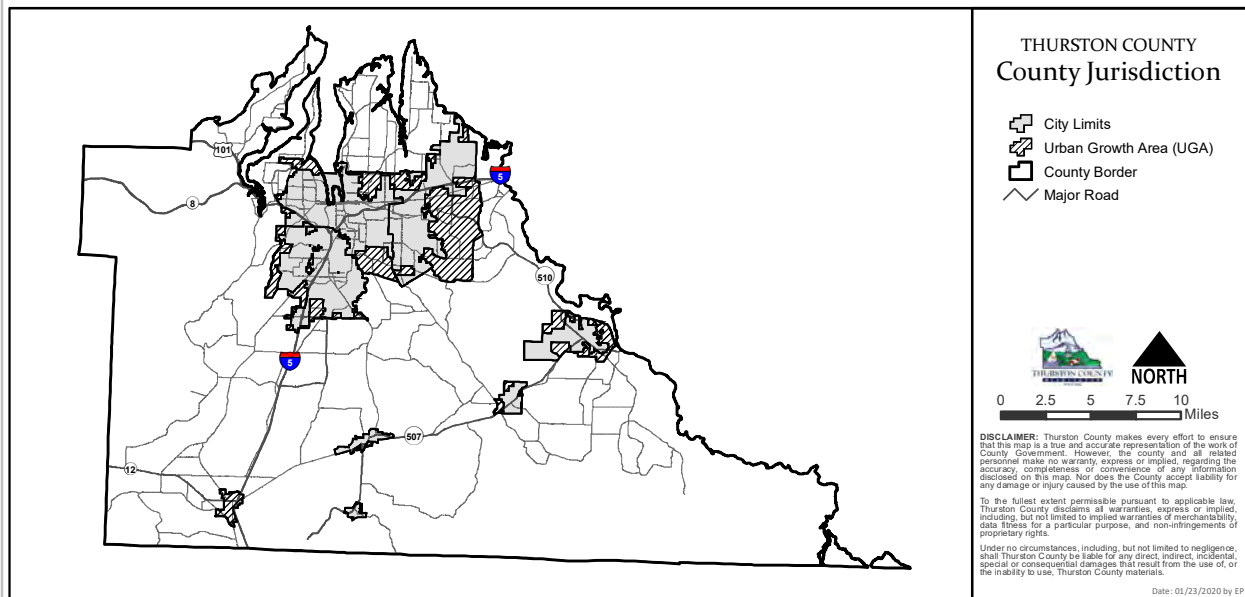 THURSTON COUNTY
County Jurisdiction
City Limits
Urban Growth Area (UGA)
County Border
Major Road
101
5
8
510
5
507
12
THURSTON COUNTY
NORTH
0 2.5 5 7.5 10
Miles
DISCLAIMER: Thurston County makes every effort to ensure
that this map is a true and accurate representation of the work of
County Government. However, the county and all related
personnel make no warranty, express or implied, regarding the
accuracy, completeness or convenience of any information
disclosed on this map. Nor does the County accept liability for
any damage or injury caused by the use of this map.
To the fullest extent permissible pursuant to applicable law,
Thurston County disclaims all warranties, express or implied,
including, but not limited to implied warranties of merchantability,
data fitness for a particular purpose, and non-infringements of
proprietary rights.
Under no circumstances, including, but not limited to negligence,
shall Thurston County be liable for any direct, indirect, incidental,
special or consequential damages that result from the use of, or
the inability to use, Thurston County materials.
Date: 01/23/2020 by EP